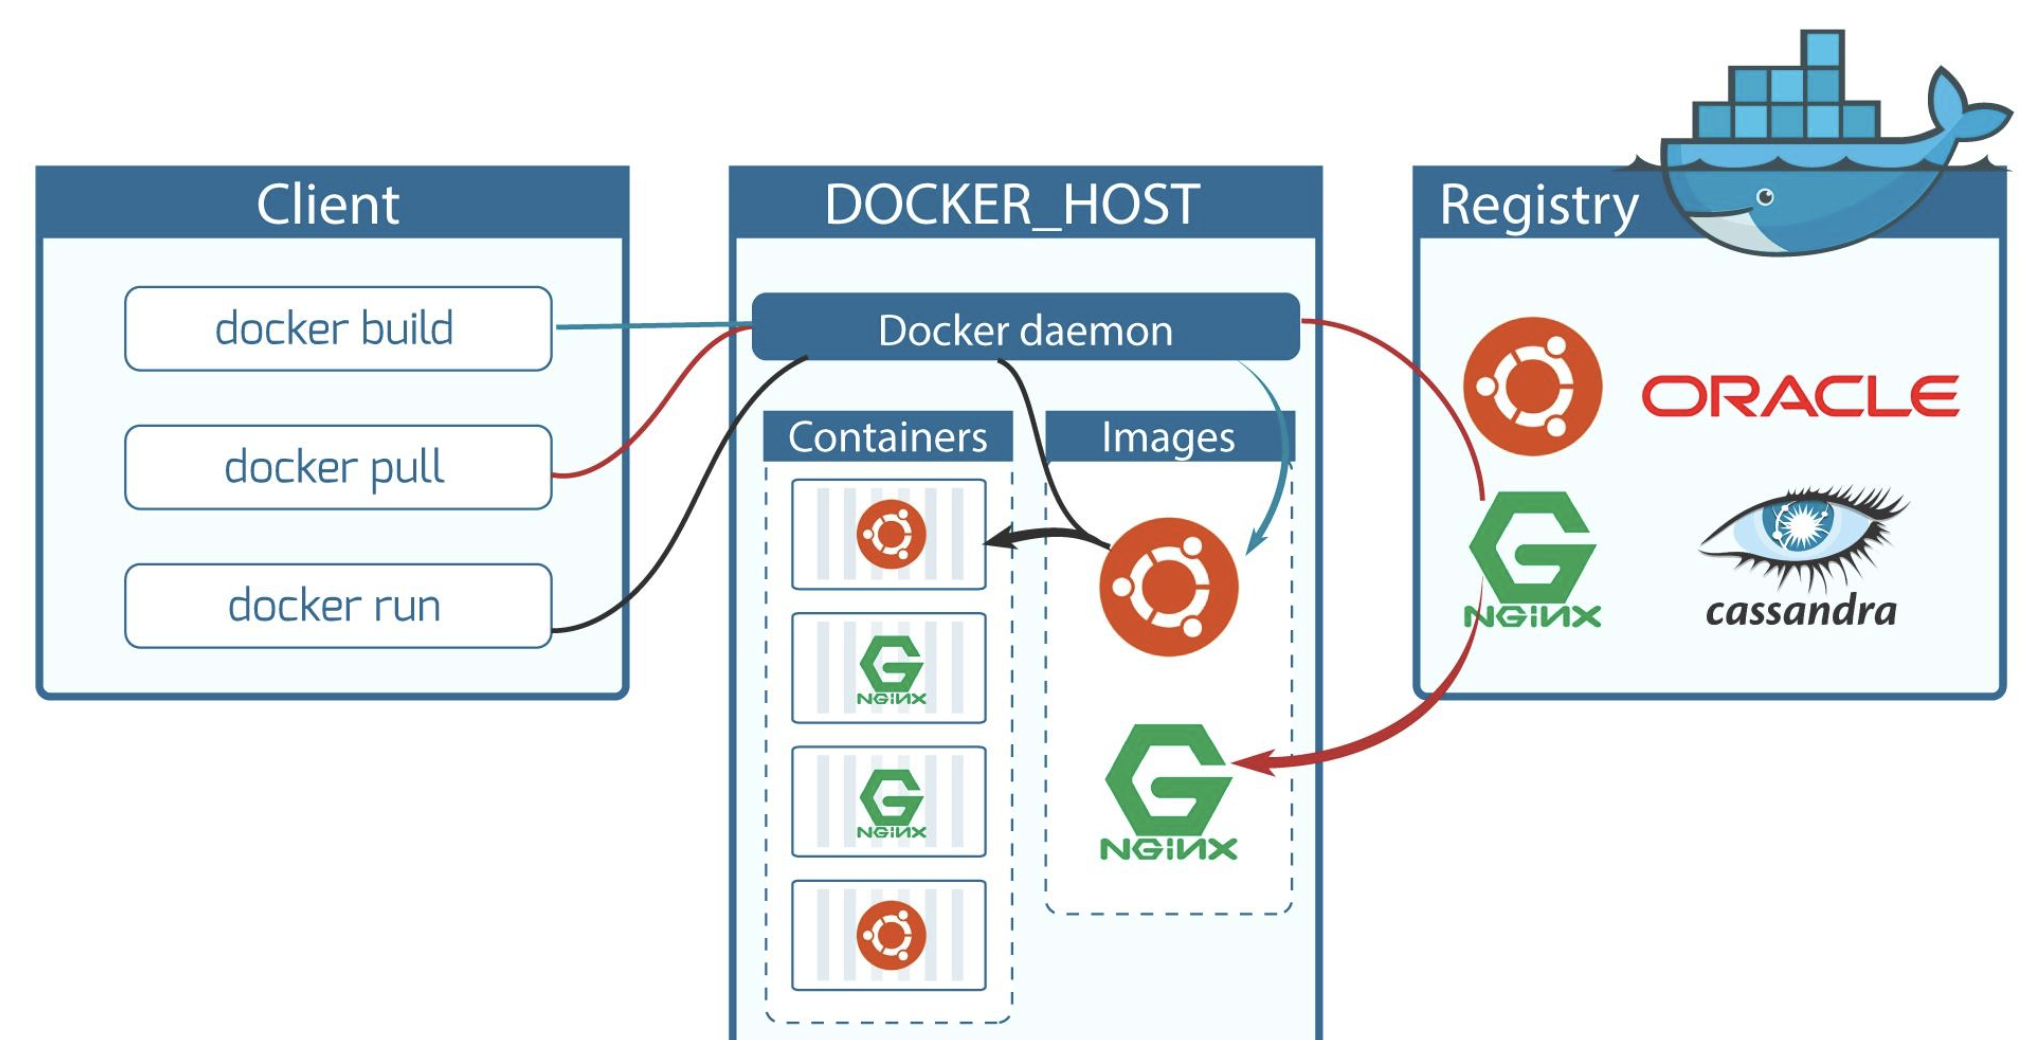 Client
docker build
docker pull
docker run
DOCKER_HOST
Docker daemon
Containers
NGiNX
NGiNX
Images
NGiNX
Registry
ORACLE
NGiNX
cassandra